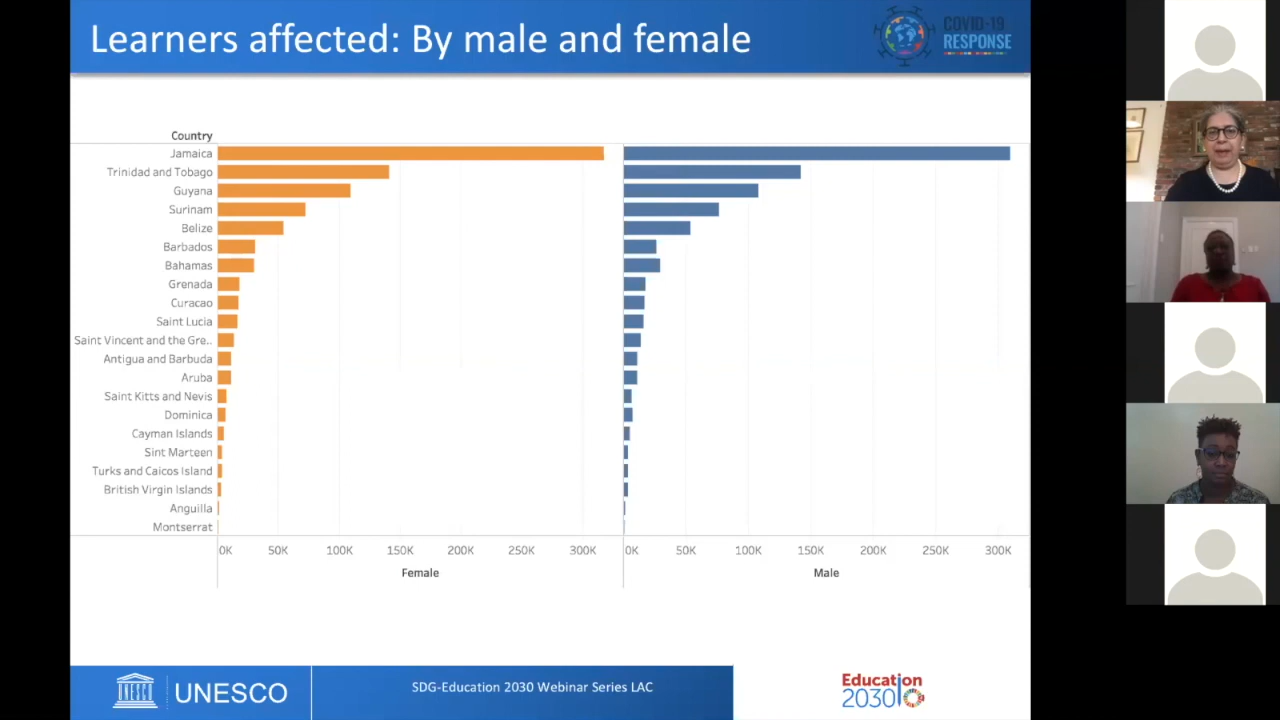 Learners affected: By male and female
COVID-19
RESPONSE
Country
Jamaica
Trinidad and Tobago
Guyana
Surinam
Belize
Barbados
Bahamas
Grenada
Curacao
Saint Lucia
Saint Vincent and the Gre..
Antigua and Barbuda
Aruba
Saint Kitts and Nevis
Dominica
Cayman Islands
Sint Marteen
Turks and Caicos Island
British Virgin Islands
Anguilla
Montserrat
0K 50K 100K 150K 200K 250K 300K 0K 50K 100K 150K 200K 250K 300K
Female Male
UNESCO
UNESCO
SDG-Education 2030 Webinar Series LAC
Education
2030